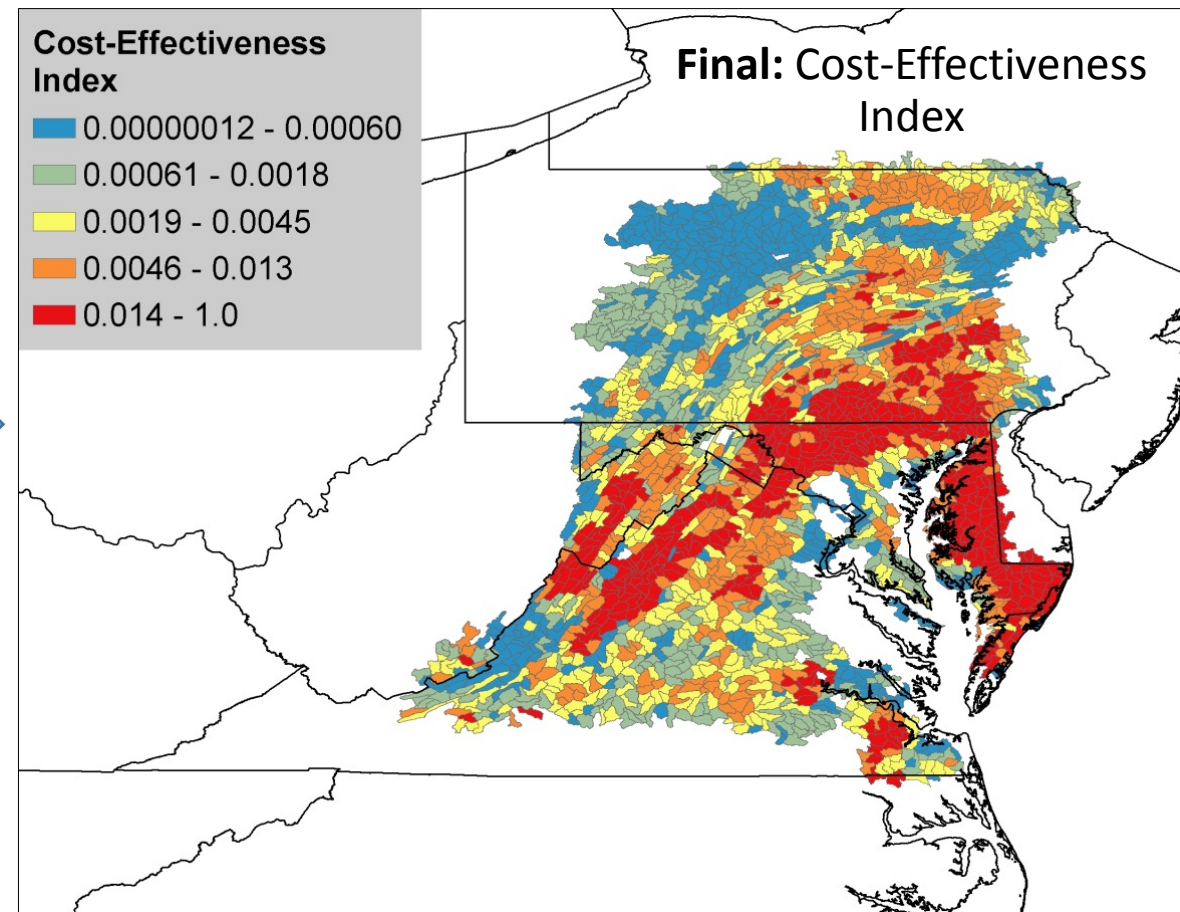 Cost-Effectiveness
Index
0.00000012 - 0.00060
0.00061 - 0.0018
0.0019 - 0.0045
0.0046 - 0.013
0.014 - 1.0
Final: Cost-Effectiveness
Index